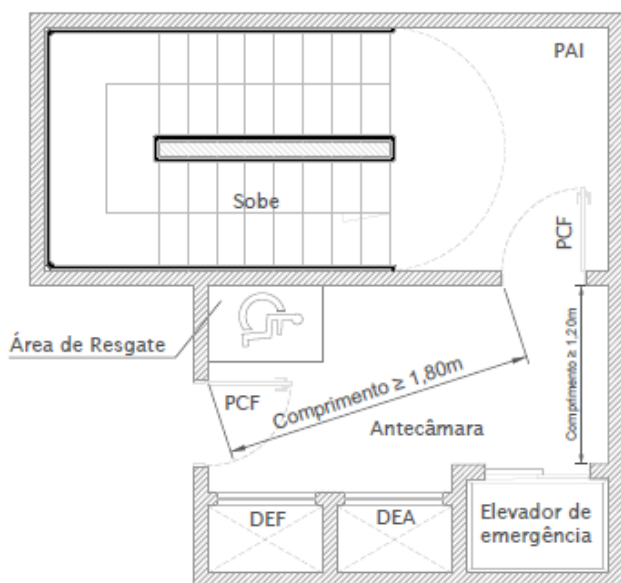 PAI
Sobe
PCF
Área de Resgate
PCF
Comprimento ≥ 1,80m
Comprimento ≥ 1,20m
Antecâmara
DEF
DEA
Elevador de
emergência